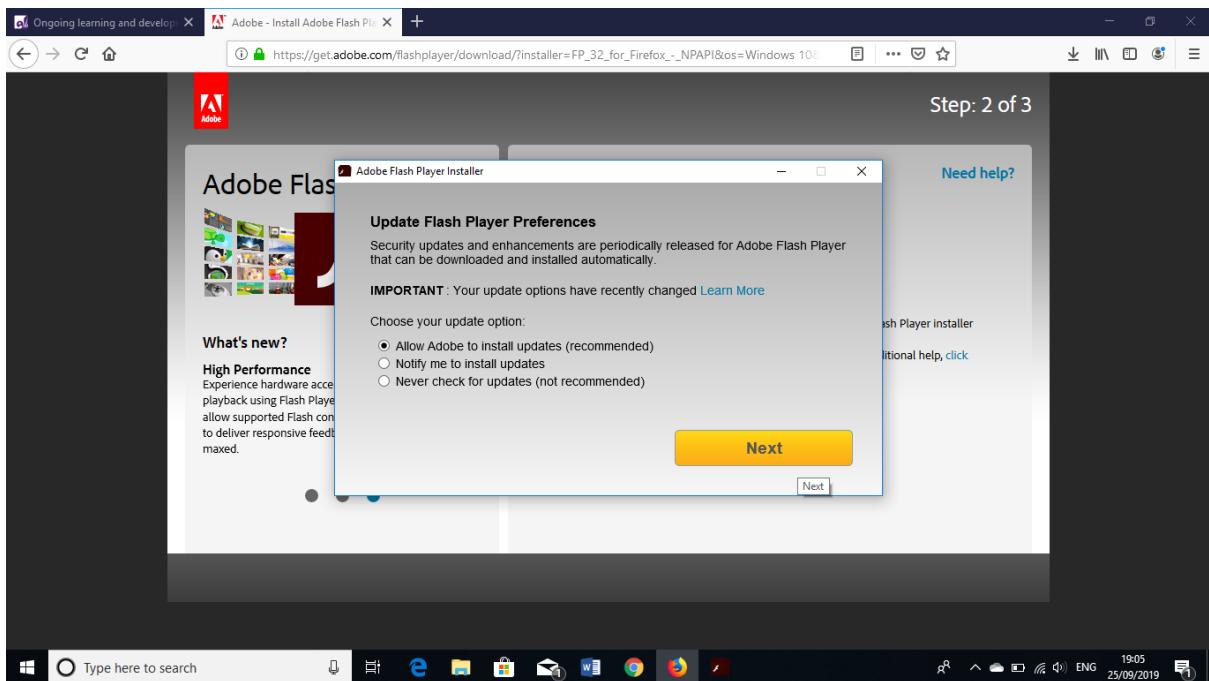 Ongoing learning and develop
Adobe - Install Adobe Flash Pla
https://get.adobe.com/flashplayer/download/?installer=FP_32_for_Firefox_-_NPAPI&os=Windows 108
Adobe
Step: 2 of 3
Adobe Flas
Need help?
Adobe Flash Player Installer
Update Flash Player Preferences
Security updates and enhancements are periodically released for Adobe Flash Player
that can be downloaded and installed automatically.
IMPORTANT : Your update options have recently changed Learn More
Choose your update option:
Allow Adobe to install updates (recommended)
Notify me to install updates
Never check for updates (not recommended)
Next
Next
ash Player installer
litional help, click
What's new?
High Performance
Experience hardware acce
playback using Flash Playe
allow supported Flash con
to deliver responsive feedb
maxed.
Type here to search
1
ENG
19:05
25/09/2019
1